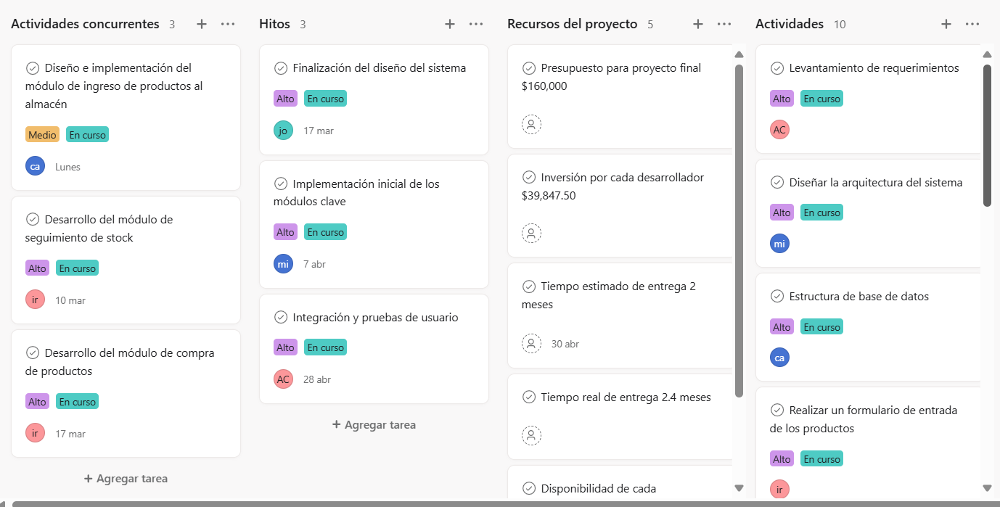 Actividades concurrentes 3
Diseño e implementación del
módulo de ingreso de productos al
almacén
Medio En curso
ca Lunes
Desarrollo del módulo de
seguimiento de stock
Alto En curso
ir 10 mar
Desarrollo del módulo de compra
de productos
Alto En curso
ir 17 mar
+ Agregar tarea
Hitos 3
Finalización del diseño del sistema
Alto En curso
jo 17 mar
Implementación inicial de los
módulos clave
Alto En curso
mi 7 abr
Integración y pruebas de usuario
Alto En curso
AC 28 abr
+ Agregar tarea
Recursos del proyecto 5
Presupuesto para proyecto final
$160,000
Inversión por cada desarrollador
$39,847.50
Tiempo estimado de entrega 2
meses
30 abr
Tiempo real de entrega 2.4 meses
Disponibilidad de cada
Actividades 10
Levantamiento de requerimientos
Alto En curso
AC
Diseñar la arquitectura del sistema
Alto En curso
mi
Estructura de base de datos
Alto En curso
ca
Realizar un formulario de entrada
de los productos
Alto En curso
ir